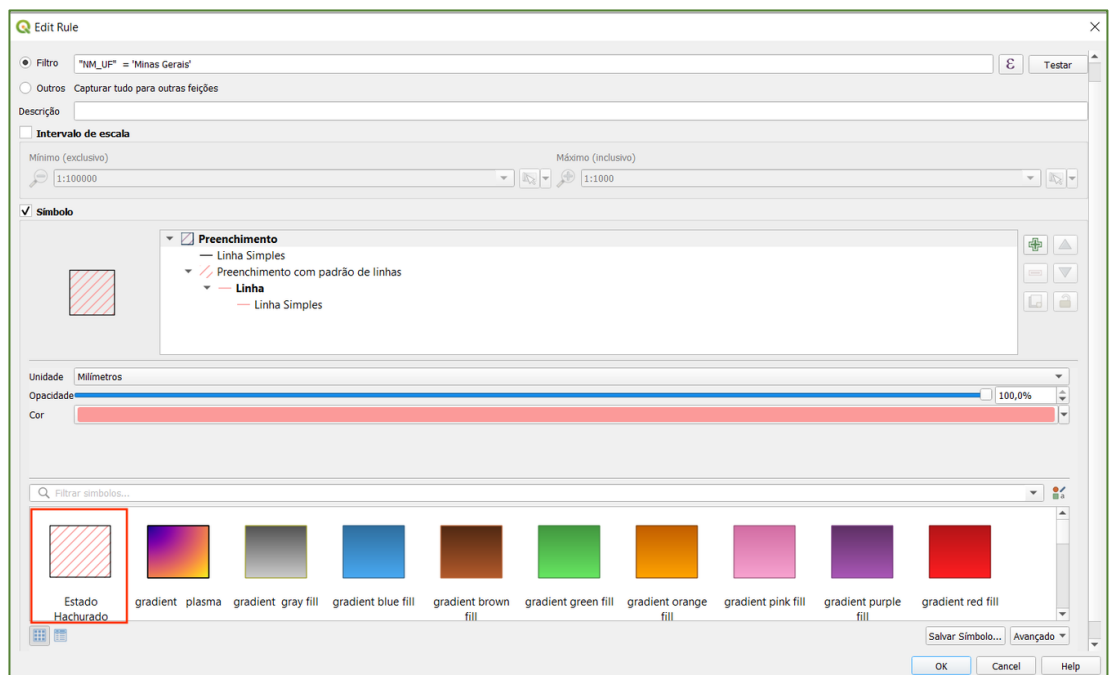 Edit Rule
Filtro "NM_UF" = 'Minas Gerais' ε Testar
Outros Capturar tudo para outras feições
Descrição
Intervalo de escala
Mínimo (exclusivo) Máximo (inclusivo)
1:100000 1:1000
Símbolo
Preenchimento
Linha Simples
Preenchimento com padrão de linhas
Linha
Linha Simples
Unidade Milímetros
Opacidade 100,0%
Cor
Filtrar símbolos...
Estado gradient plasma gradient gray fill gradient blue fill gradient brown gradient green fill gradient orange gradient pink fill gradient purple gradient red fill
Hachurado fill fill fill
Salvar Símbolo... Avançado
OK Cancel Help